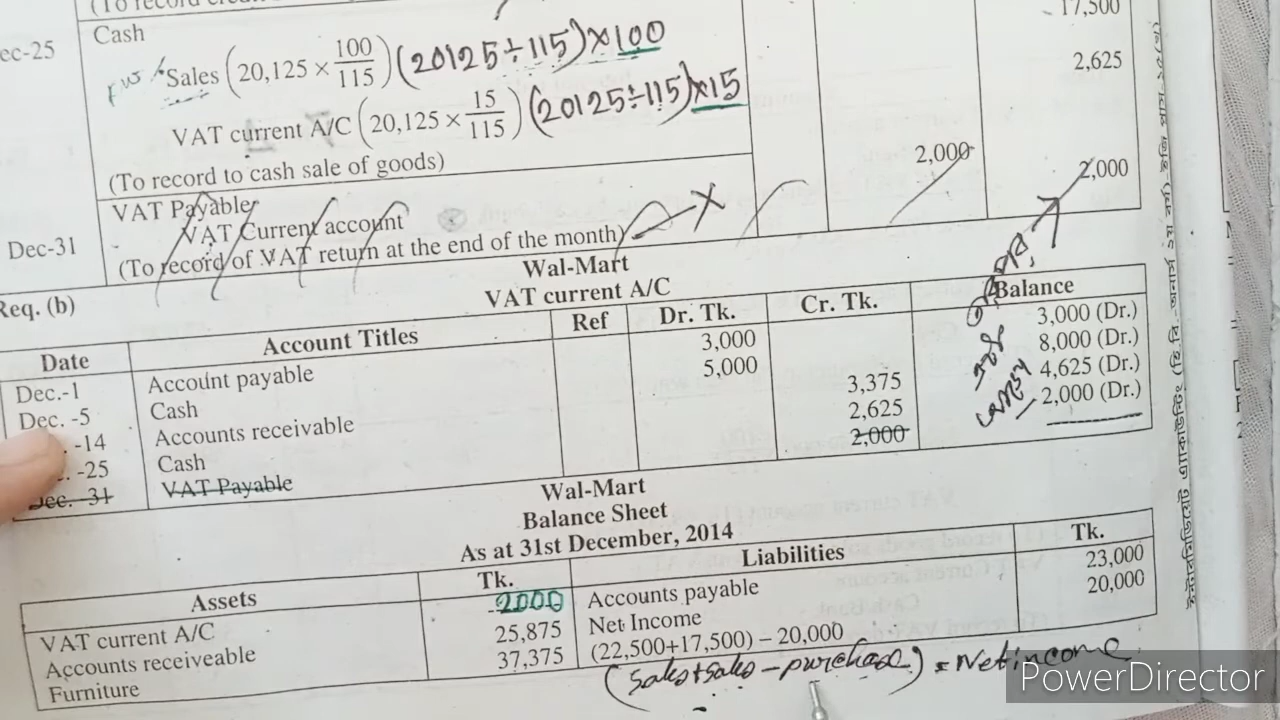 Cash
17,500
ec-25
Sales (20,125 × 100/115) (20125÷115)×100
2,625
VAT current A/C (20,125 × 15/115) (20125÷115)×15
(To record to cash sale of goods)
VAT Payable 2,000
Dec-31 VAT Current account 2,000
(To record of VAT return at the end of the month)
Req. (b) Wal-Mart
VAT current A/C
Date Account Titles Ref Dr. Tk. Cr. Tk. Balance
Dec.-1 Account payable 3,000 3,000 (Dr.)
Dec. -5 Cash 5,000 8,000 (Dr.)
-14 Accounts receivable 3,375 4,625 (Dr.)
-25 Cash 2,625 2,000 (Dr.)
Dec. -31 VAT Payable 2,000
Wal-Mart
Balance Sheet
As at 31st December, 2014
Assets Tk. Liabilities Tk.
VAT current A/C 2000 Accounts payable 23,000
Accounts receiveable 25,875 Net Income 20,000
Furniture 37,375 (22,500+17,500) – 20,000
(Sales+sales – purchase) = Net income
PowerDirector